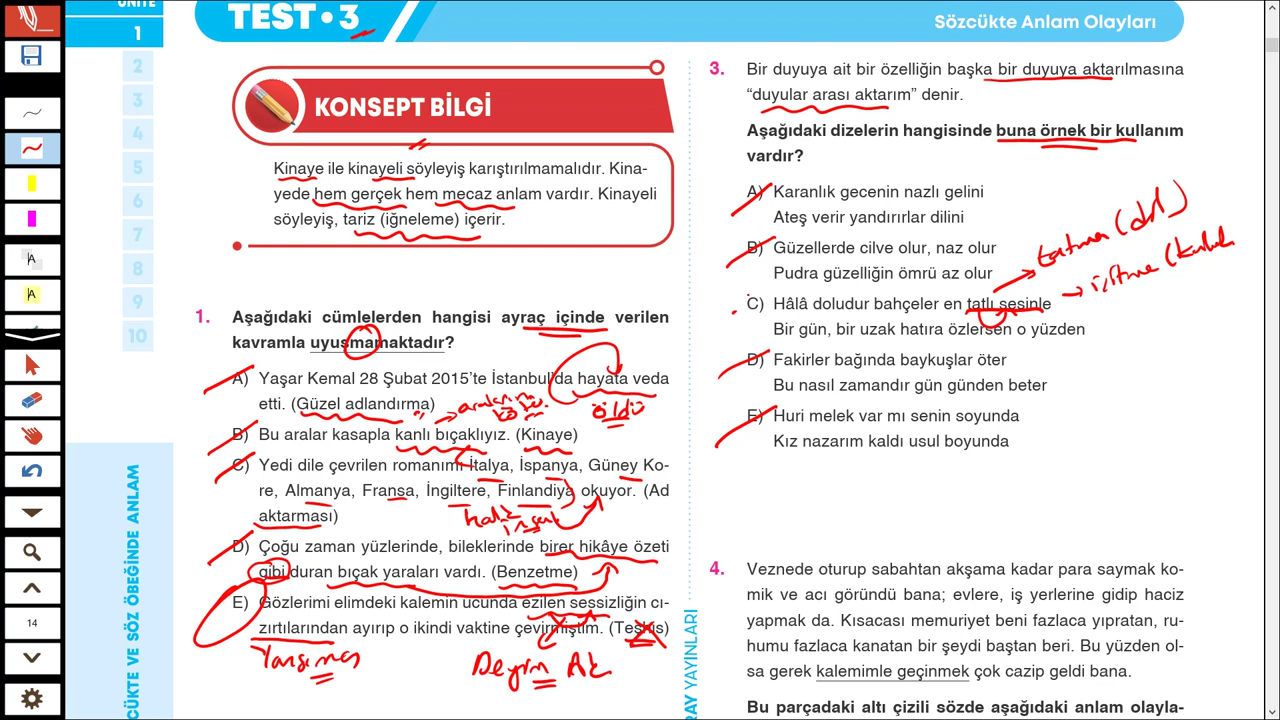 ÜNİTE
1
2
3
4
5
6
7
8
9
10
TEST • 3
Sözcükte Anlam Olayları
KONSEPT BİLGİ
Kinaye ile kinayeli söyleyiş karıştırılmamalıdır. Kina-
yede hem gerçek hem mecaz anlam vardır. Kinayeli
söyleyiş, tariz (iğneleme) içerir.
1. Aşağıdaki cümlelerden hangisi ayraç içinde verilen
kavramla uyuşmamaktadır?
A) Yaşar Kemal 28 Şubat 2015’te İstanbul’da hayata veda
etti. (Güzel adlandırma)
öldü
B) Bu aralar kasapla kanlı bıçaklıyız. (Kinaye)
C) Yedi dile çevrilen romanımı İtalya, İspanya, Güney Ko-
re, Almanya, Fransa, İngiltere, Finlandiya okuyor. (Ad
aktarması)
D) Çoğu zaman yüzlerinde, bileklerinde birer hikâye özeti
gibi duran bıçak yaraları vardı. (Benzetme)
E) Gözlerimi elimdeki kalemin ucunda ezilen sessizliğin cı-
zırtılarından ayırıp o ikindi vaktine çevirmiştim. (Teşhis)
Yansıma
Deyim Ak
3. Bir duyuya ait bir özelliğin başka bir duyuya aktarılmasına
“duyular arası aktarım” denir.
Aşağıdaki dizelerin hangisinde buna örnek bir kullanım
vardır?
A) Karanlık gecenin nazlı gelini
Ateş verir yandırırlar dilini
B) Güzellerde cilve olur, naz olur
Pudra güzelliğin ömrü az olur
tatma (dil)
işitme (kulak
C) Hâlâ doludur bahçeler en tatlı sesinle
Bir gün, bir uzak hatıra özlersen o yüzden
D) Fakirler bağında baykuşlar öter
Bu nasıl zamandır gün günden beter
E) Huri melek var mı senin soyunda
Kız nazarım kaldı usul boyunda
4. Veznede oturup sabahtan akşama kadar para saymak ko-
mik ve acı göründü bana; evlere, iş yerlerine gidip haciz
yapmak da. Kısacası memuriyet beni fazlaca yıpratan, ru-
humu fazlaca kanatan bir şeydi baştan beri. Bu yüzden ol-
sa gerek kalemimle geçinmek çok cazip geldi bana.
Bu parçadaki altı çizili sözde aşağıdaki anlam olayla-
CÜKTE VE SÖZ ÖBEĞİNDE ANLAM
RAY YAYINLARI
A
A
14